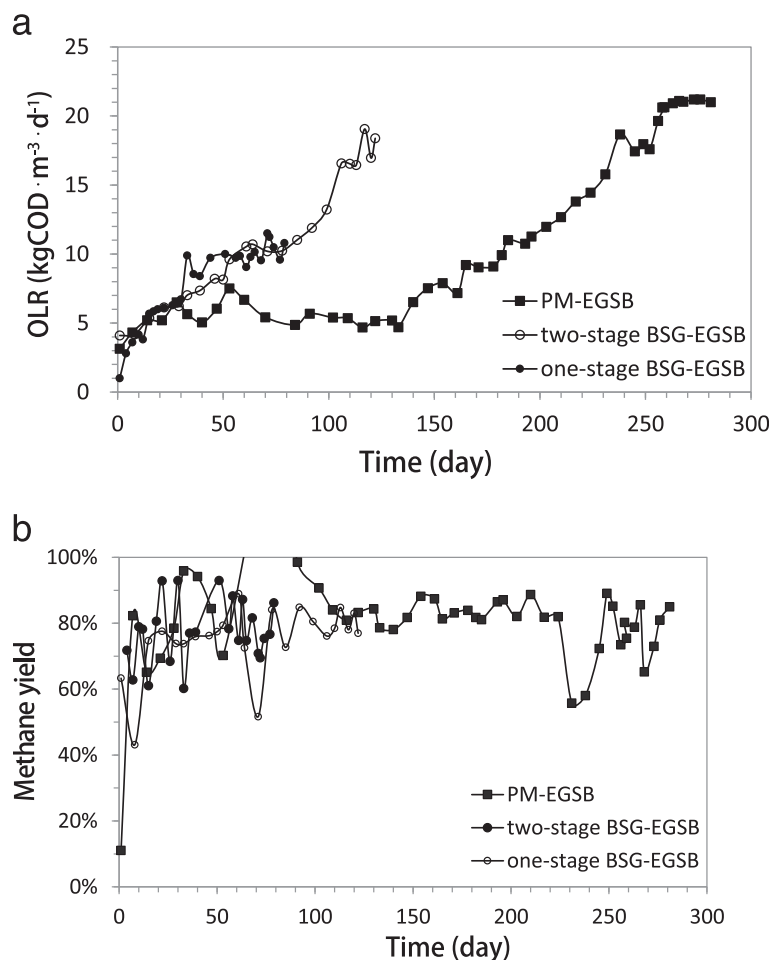 a
25
20
15
10
5
0
OLR (kgCOD · m⁻³ · d⁻¹)
PM-EGSB
two-stage BSG-EGSB
one-stage BSG-EGSB
0 50 100 150 200 250 300
Time (day)
b
100%
80%
60%
40%
20%
0%
Methane yield
PM-EGSB
two-stage BSG-EGSB
one-stage BSG-EGSB
0 50 100 150 200 250 300
Time (day)